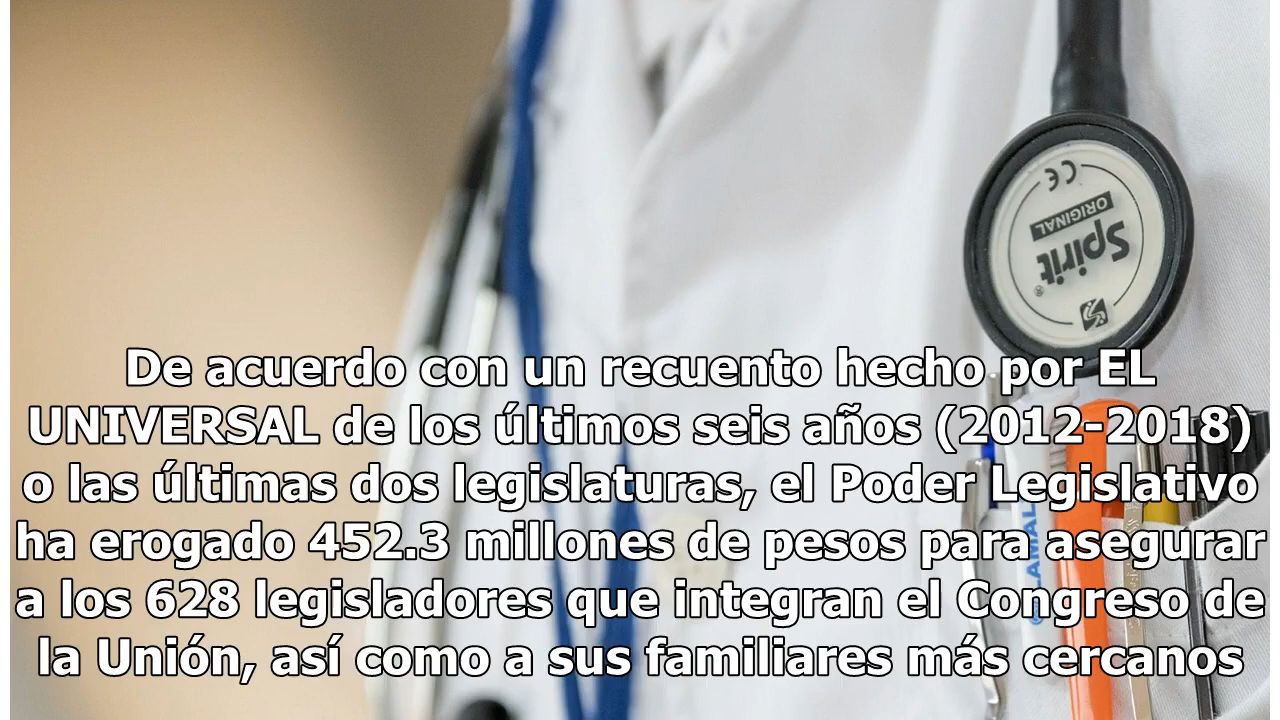 CE
ORIGINAL
Spirit
®
De acuerdo con un recuento hecho por EL
UNIVERSAL de los últimos seis años (2012-2018)
o las últimas dos legislaturas, el Poder Legislativo
ha erogado 452.3 millones de pesos para asegurar
a los 628 legisladores que integran el Congreso de
la Unión, así como a sus familiares más cercanos